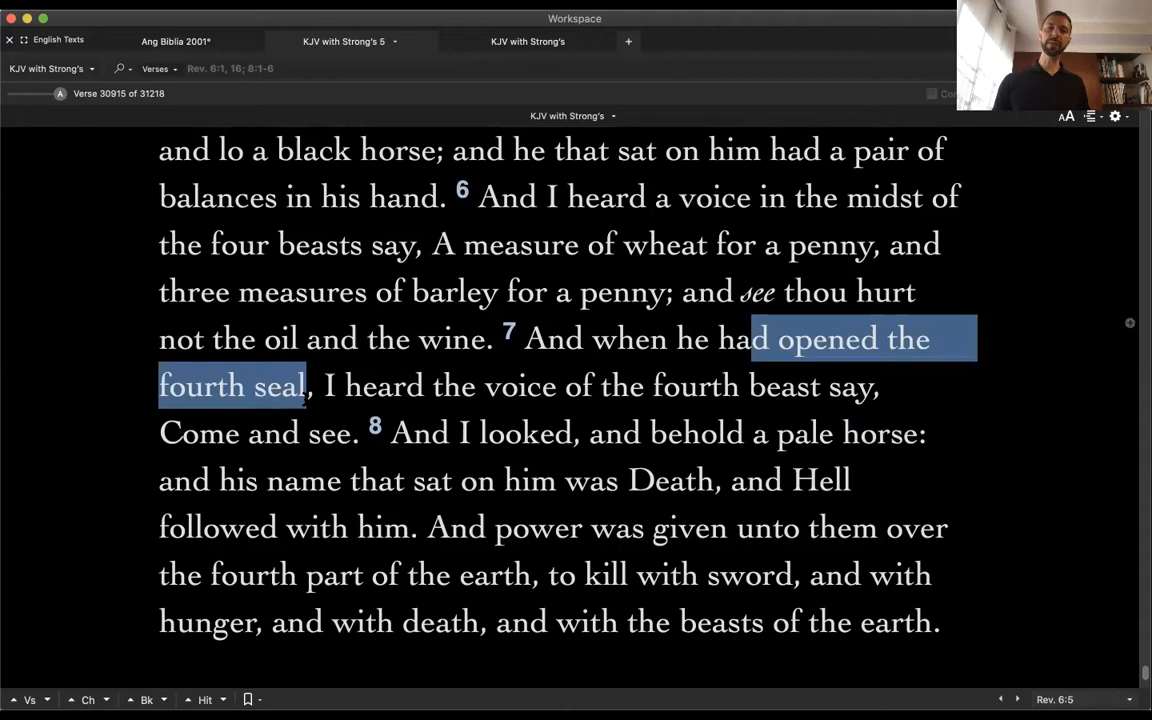 Workspace
English Texts
Ang Biblia 2001°
KJV with Strong's 5
KJV with Strong's
KJV with Strong's
Verses
Rev. 6:1, 16; 8:1-6
A
Verse 30915 of 31218
KJV with Strong's
AA
and lo a black horse; and he that sat on him had a pair of
balances in his hand. 6 And I heard a voice in the midst of
the four beasts say, A measure of wheat for a penny, and
three measures of barley for a penny; and see thou hurt
not the oil and the wine. 7 And when he had opened the
fourth seal, I heard the voice of the fourth beast say,
Come and see. 8 And I looked, and behold a pale horse:
and his name that sat on him was Death, and Hell
followed with him. And power was given unto them over
the fourth part of the earth, to kill with sword, and with
hunger, and with death, and with the beasts of the earth.
Vs
Ch
Bk
Hit
Rev. 6:5